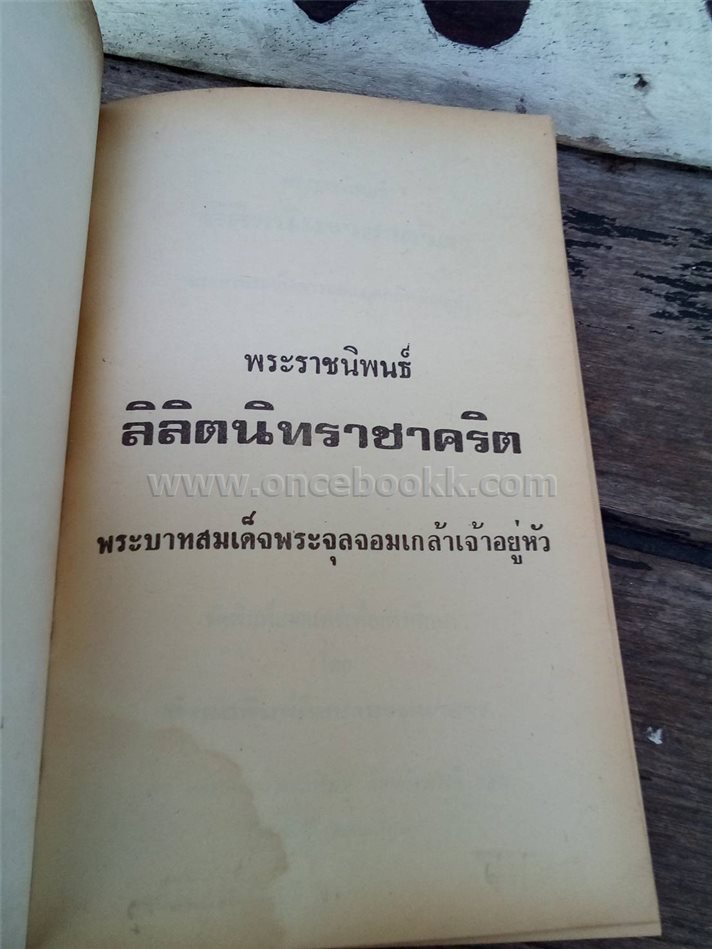 พระราชนิพนธ์
ลิลิตนิทราชาคริต
www.oncebookk.com
พระบาทสมเด็จพระจุลจอมเกล้าเจ้าอยู่หัว